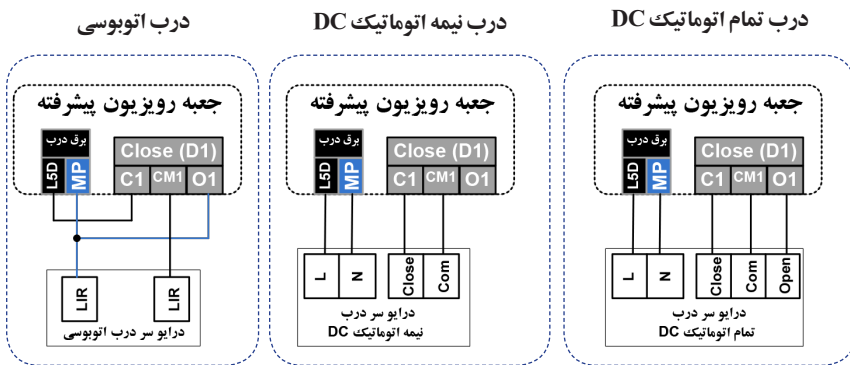 درب تمام اتوماتیک DC
جعبه رویزیون پیشرفته
برق درب
L5D
MP
Close (D1)
C1
CM1
O1
L
N
Close
Com
Open
درایو سر درب
تمام اتوماتیک DC
درب نیمه اتوماتیک DC
جعبه رویزیون پیشرفته
برق درب
L5D
MP
Close (D1)
C1
CM1
O1
L
N
Close
Com
درایو سر درب
نیمه اتوماتیک DC
درب اتوبوسی
جعبه رویزیون پیشرفته
برق درب
L5D
MP
Close (D1)
C1
CM1
O1
LIR
LIR
درایو سر درب اتوبوسی